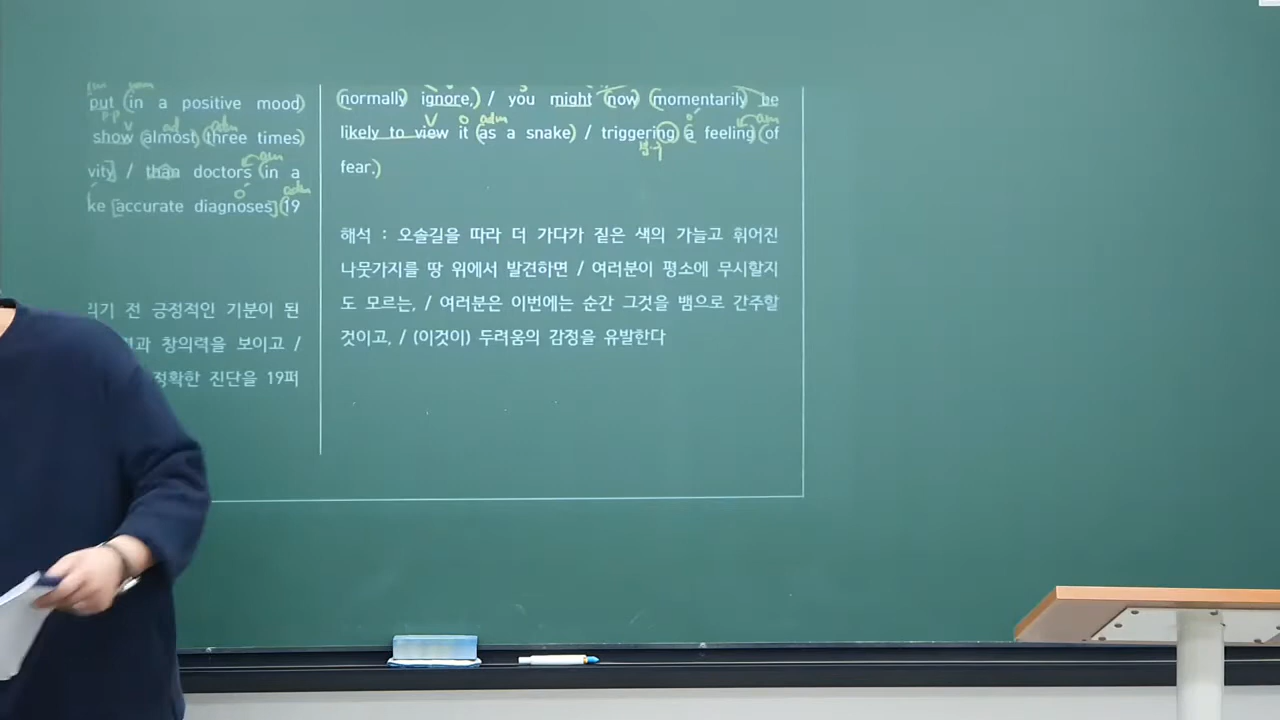 put (in a positive mood)
show (almost) (three times)
vity] / than doctors (in a
ke [accurate diagnoses] (19
긍정적인 기분이 된
창의력을 보이고 /
정확한 진단을 19퍼
(normally ignore,) / you might (now) (momentarily) be
likely to view it (as a snake) / triggering a feeling (of
fear.)
해석 : 오솔길을 따라 더 가다가 짙은 색의 가늘고 휘어진
나뭇가지를 땅 위에서 발견하면 / 여러분이 평소에 무시할지
도 모르는, / 여러분은 이번에는 순간 그것을 뱀으로 간주할
것이고, / (이것이) 두려움의 감정을 유발한다